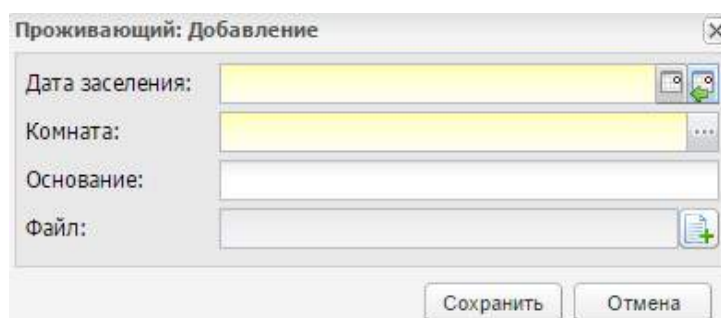 Проживающий: Добавление
Дата заселения:
Комната:
Основание:
Файл:
Сохранить Отмена